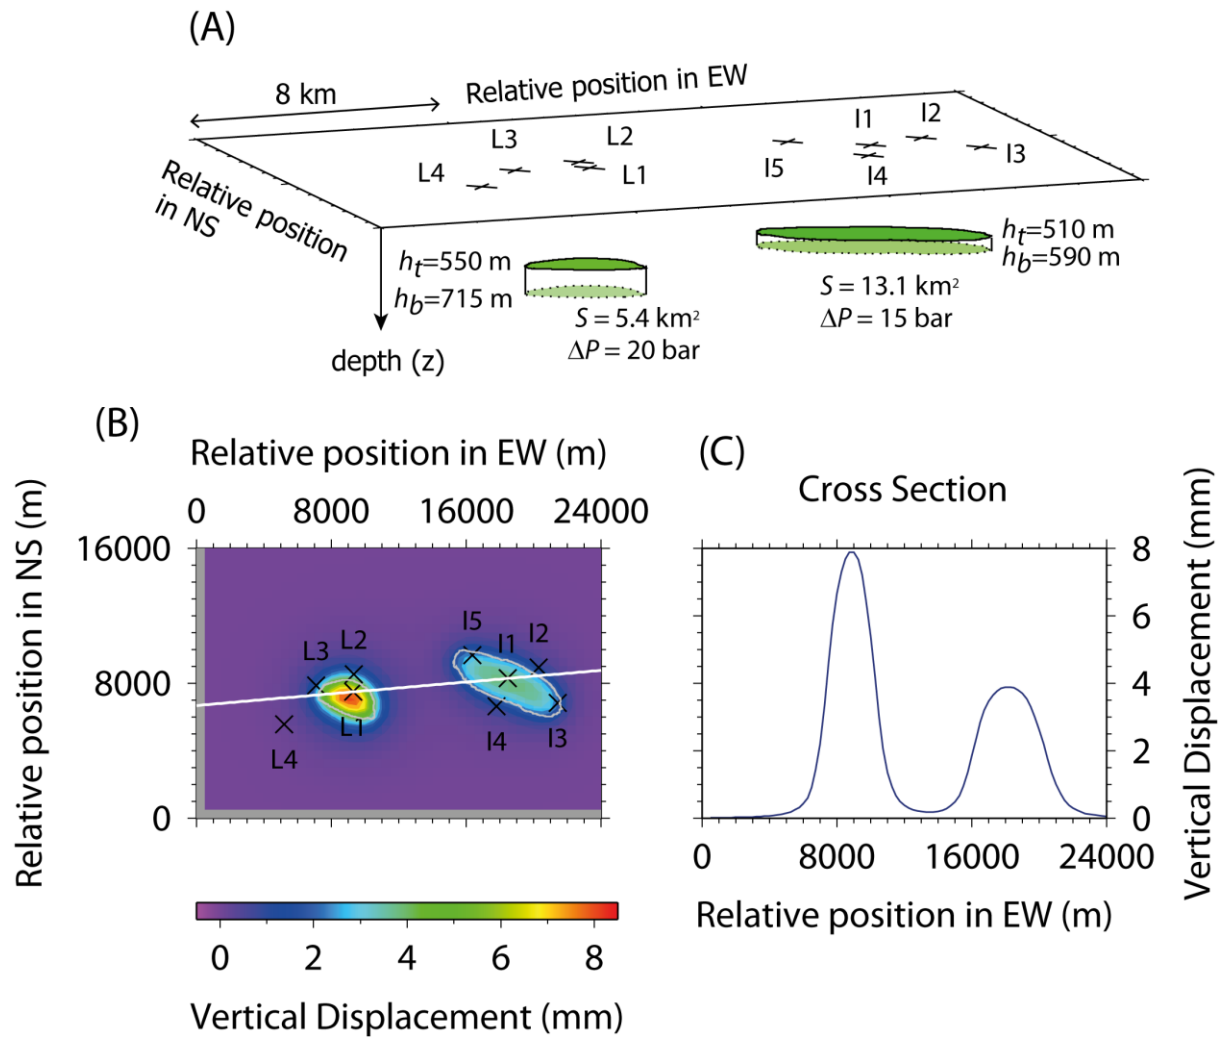 (A)
8 km
Relative position in EW
L3
L2
L4
L1
I1
I2
I5
I4
I3
Relative position
in NS
hₜ=550 m
h_b=715 m
S = 5.4 km²
ΔP = 20 bar
hₜ=510 m
h_b=590 m
S = 13.1 km²
ΔP = 15 bar
depth (z)
(B)
Relative position in EW (m)
0 8000 16000 24000
Relative position in NS (m)
16000
8000
0
L3
L2
L1
L4
I5
I1
I2
I4
I3
0 2 4 6 8
Vertical Displacement (mm)
(C)
Cross Section
8
6
4
2
0
Vertical Displacement (mm)
0 8000 16000 24000
Relative position in EW (m)